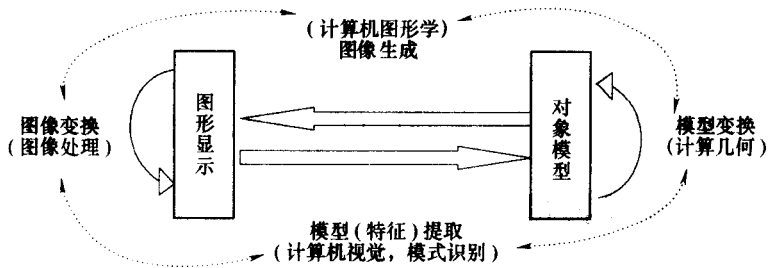 (计算机图形学)
图像生成
图像变换
(图像处理)
图形显示
对象模型
模型变换
(计算几何)
模型(特征)提取
(计算机视觉，模式识别)